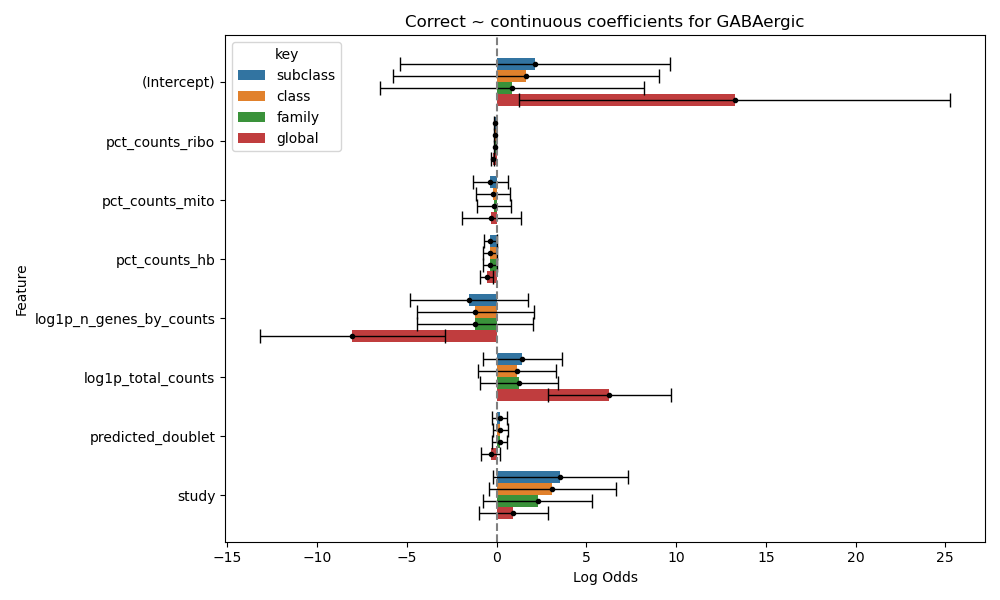 Correct ~ continuous coefficients for GABAergic
key
subclass
class
family
global
(Intercept)
pct_counts_ribo
pct_counts_mito
pct_counts_hb
log1p_n_genes_by_counts
log1p_total_counts
predicted_doublet
study
Feature
−15
−10
−5
0
5
10
15
20
25
Log Odds